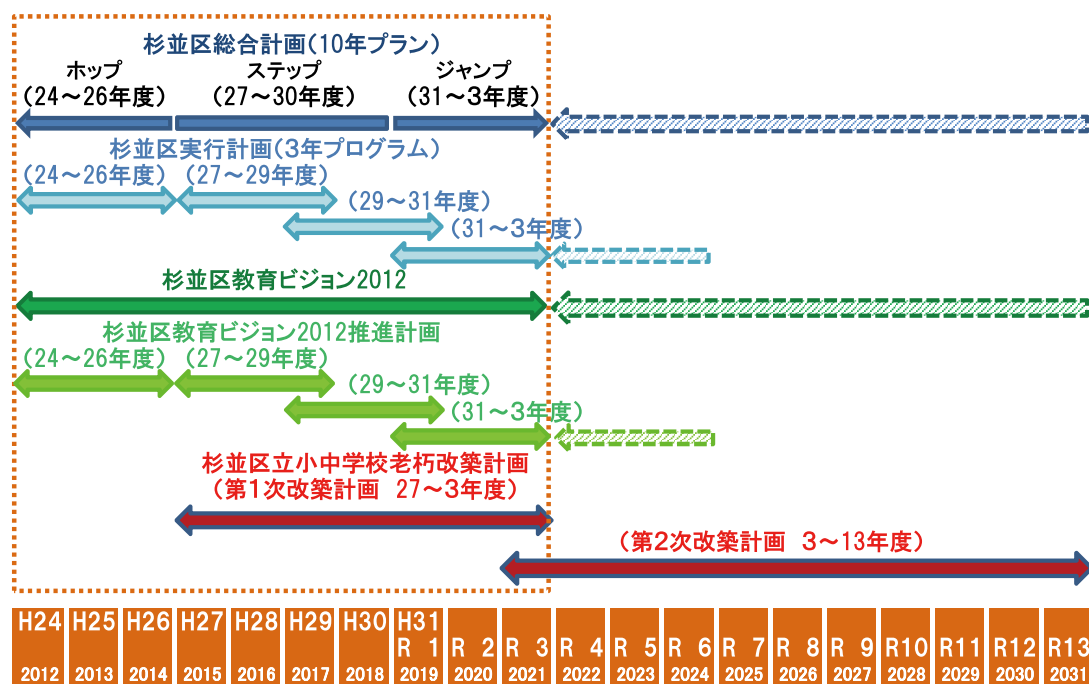 杉並区総合計画(10年プラン)
ホップ ステップ ジャンプ
(24～26年度) (27～30年度) (31～3年度)
杉並区実行計画(3年プログラム)
(24～26年度) (27～29年度)
(29～31年度)
(31～3年度)
杉並区教育ビジョン2012
杉並区教育ビジョン2012推進計画
(24～26年度) (27～29年度)
(29～31年度)
(31～3年度)
杉並区立小中学校老朽改築計画
(第1次改築計画 27～3年度)
(第2次改築計画 3～13年度)
H24 H25 H26 H27 H28 H29 H30 H31
R 1 R 2 R 3 R 4 R 5 R 6 R 7 R 8 R 9 R10 R11 R12 R13
2012 2013 2014 2015 2016 2017 2018 2019 2020 2021 2022 2023 2024 2025 2026 2027 2028 2029 2030 2031